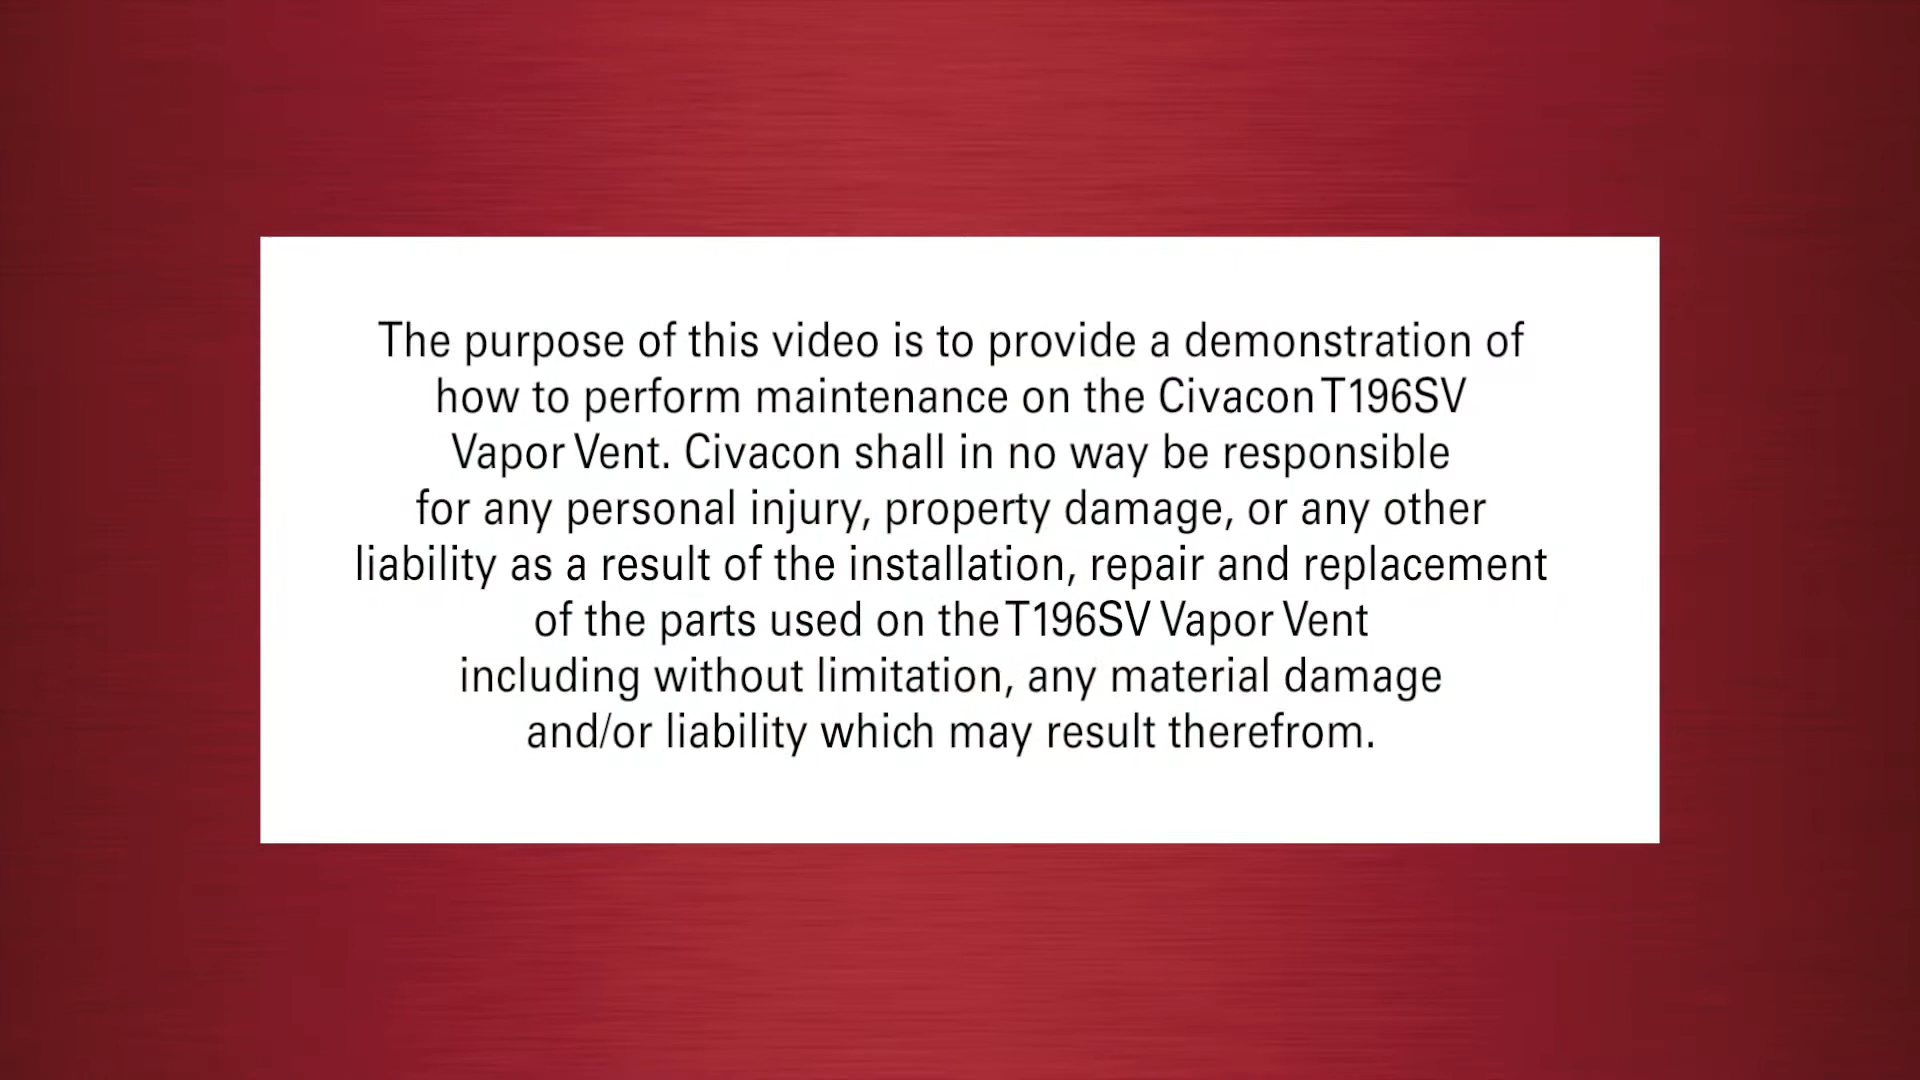 The purpose of this video is to provide a demonstration of
how to perform maintenance on the Civacon T196SV
Vapor Vent. Civacon shall in no way be responsible
for any personal injury, property damage, or any other
liability as a result of the installation, repair and replacement
of the parts used on the T196SV Vapor Vent
including without limitation, any material damage
and/or liability which may result therefrom.